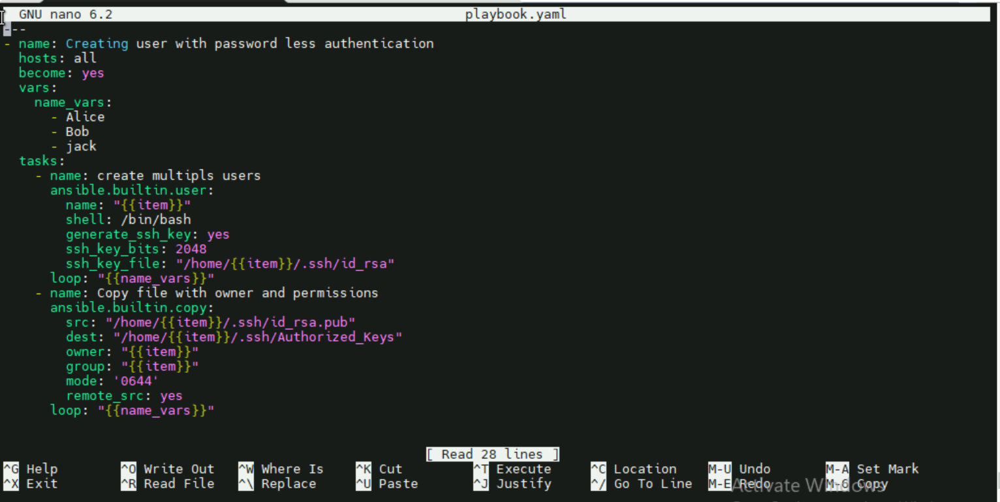 GNU nano 6.2 playbook.yaml
---
- name: Creating user with password less authentication
  hosts: all
  become: yes
  vars:
    name_vars:
      - Alice
      - Bob
      - jack
  tasks:
    - name: create multipls users
      ansible.builtin.user:
        name: "{{item}}"
        shell: /bin/bash
        generate_ssh_key: yes
        ssh_key_bits: 2048
        ssh_key_file: "/home/{{item}}/.ssh/id_rsa"
      loop: "{{name_vars}}"
    - name: Copy file with owner and permissions
      ansible.builtin.copy:
        src: "/home/{{item}}/.ssh/id_rsa.pub"
        dest: "/home/{{item}}/.ssh/Authorized_Keys"
        owner: "{{item}}"
        group: "{{item}}"
        mode: '0644'
        remote_src: yes
      loop: "{{name_vars}}"
[ Read 28 lines ]
^G Help ^O Write Out ^W Where Is ^K Cut ^T Execute ^C Location M-U Undo M-A Set Mark
^X Exit ^R Read File ^\ Replace ^U Paste ^J Justify ^/ Go To Line M-E Redo M-6 Copy
Activate Windows